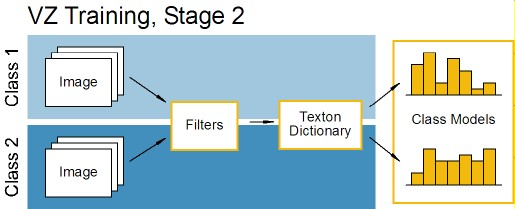 VZ Training, Stage 2
Class 1
Image
Filters
Texton
Dictionary
Class Models
Class 2
Image